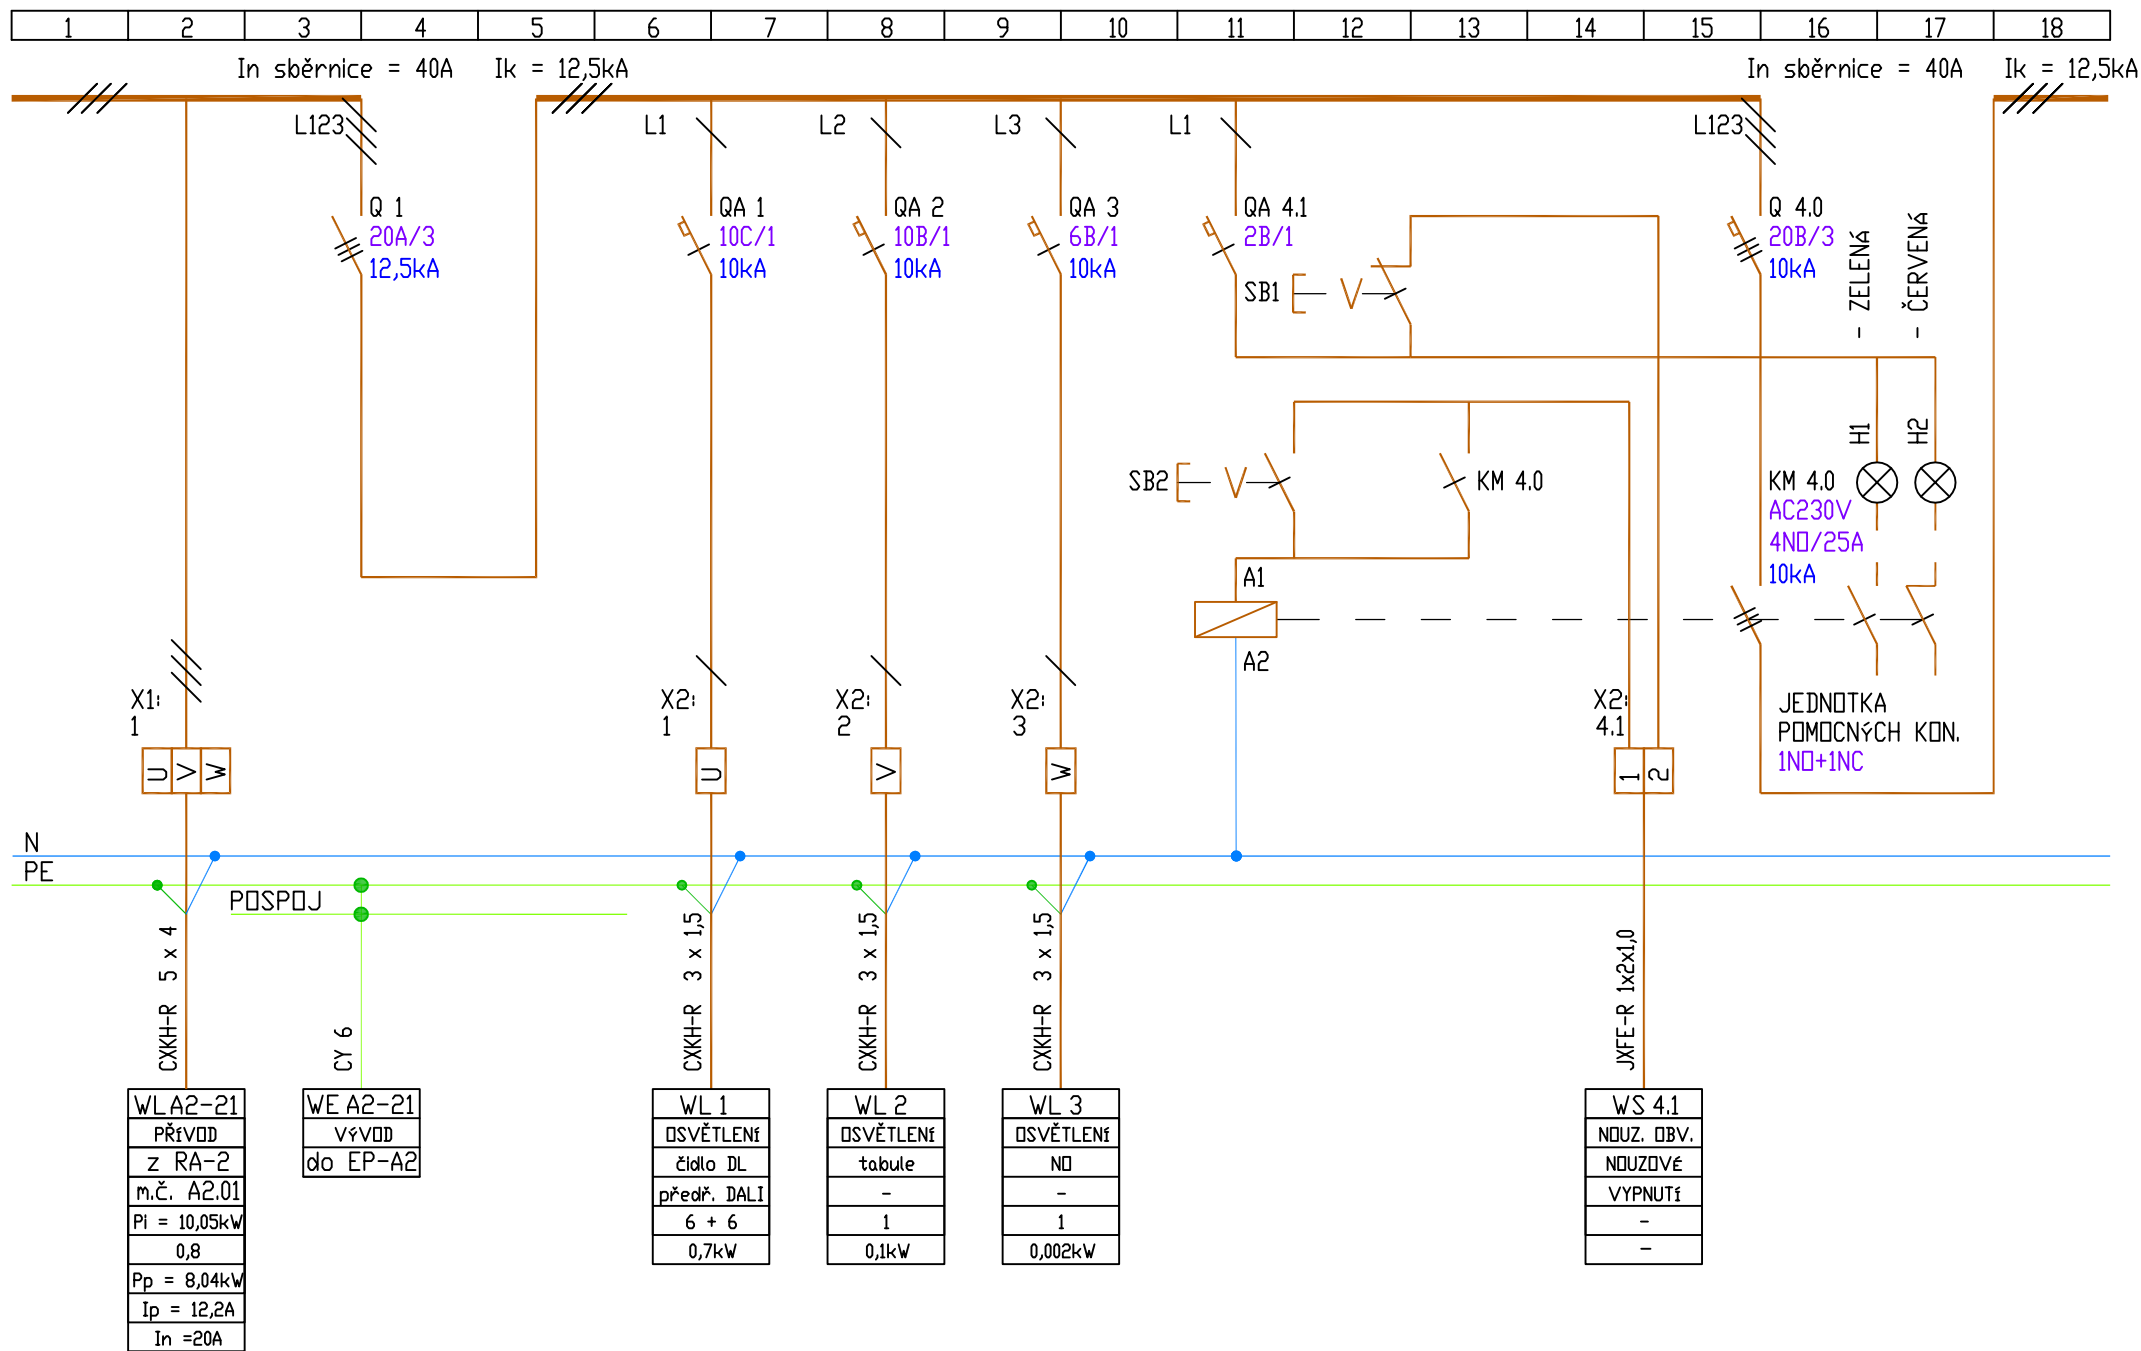 1 2 3 4 5 6 7 8 9 10 11 12 13 14 15 16 17 18
In sběrnice = 40A Ik = 12,5kA
In sběrnice = 40A Ik = 12,5kA
L123
L1
L2
L3
L1
L123
Q 1
20A/3
12,5kA
QA 1
10C/1
10kA
QA 2
10B/1
10kA
QA 3
6B/1
10kA
QA 4.1
2B/1
Q 4.0
20B/3
10kA
- ZELENÁ
- ČERVENÁ
SB1
H1
H2
SB2
KM 4.0
KM 4.0
AC230V
4NO/25A
10kA
A1
A2
X1:
1
X2:
1
X2:
2
X2:
3
X2:
4.1
JEDNOTKA
POMOCNÝCH KON.
1NO+1NC
U V W
U
V
W
1 2
N
PE
POSPOJ
CXKH-R 5 x 4
CY 6
CXKH-R 3 x 1,5
CXKH-R 3 x 1,5
CXKH-R 3 x 1,5
JXFE-R 1x2x1,0
WL A2-21
PŘÍVOD
z RA-2
m.č. A2.01
Pi = 10,05kW
0,8
Pp = 8,04kW
Ip = 12,2A
In =20A
WE A2-21
VÝVOD
do EP-A2
WL 1
OSVĚTLENÍ
čidlo DL
předř. DALI
6 + 6
0,7kW
WL 2
OSVĚTLENÍ
tabule
-
1
0,1kW
WL 3
OSVĚTLENÍ
NO
-
1
0,002kW
WS 4.1
NOUZ. OBV.
NOUZOVÉ
VYPNUTÍ
-
-